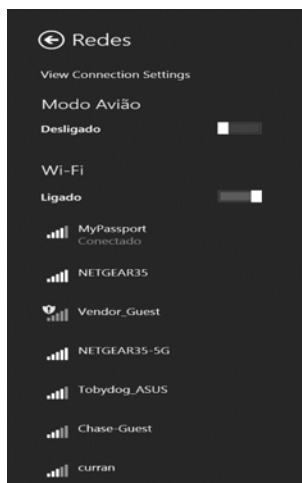 Redes
View Connection Settings
Modo Avião
Desligado
Wi-Fi
Ligado
MyPassport
Conectado
NETGEAR35
Vendor_Guest
NETGEAR35-5G
Tobydog_ASUS
Chase-Guest
curran